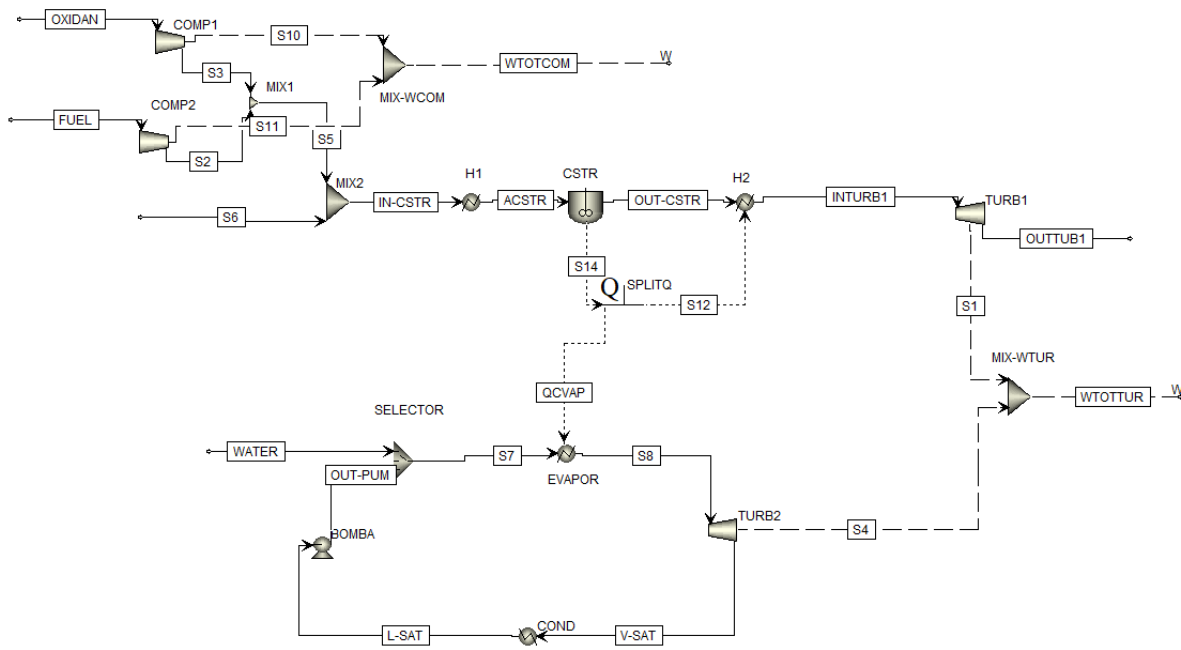 OXIDAN
COMP1
S10
W
WTOTCOM
S3
MIX1
MIX-WCOM
COMP2
FUEL
S11
S5
S2
MIX2
H1
CSTR
H2
IN-CSTR
ACSTR
OUT-CSTR
INTURB1
TURB1
S6
OUTTUB1
S14
Q
SPLITQ
S12
S1
MIX-WTUR
QCVAP
W
WTOTTUR
SELECTOR
WATER
S7
S8
OUT-PUM
EVAPOR
TURB2
S4
BOMBA
COND
L-SAT
V-SAT